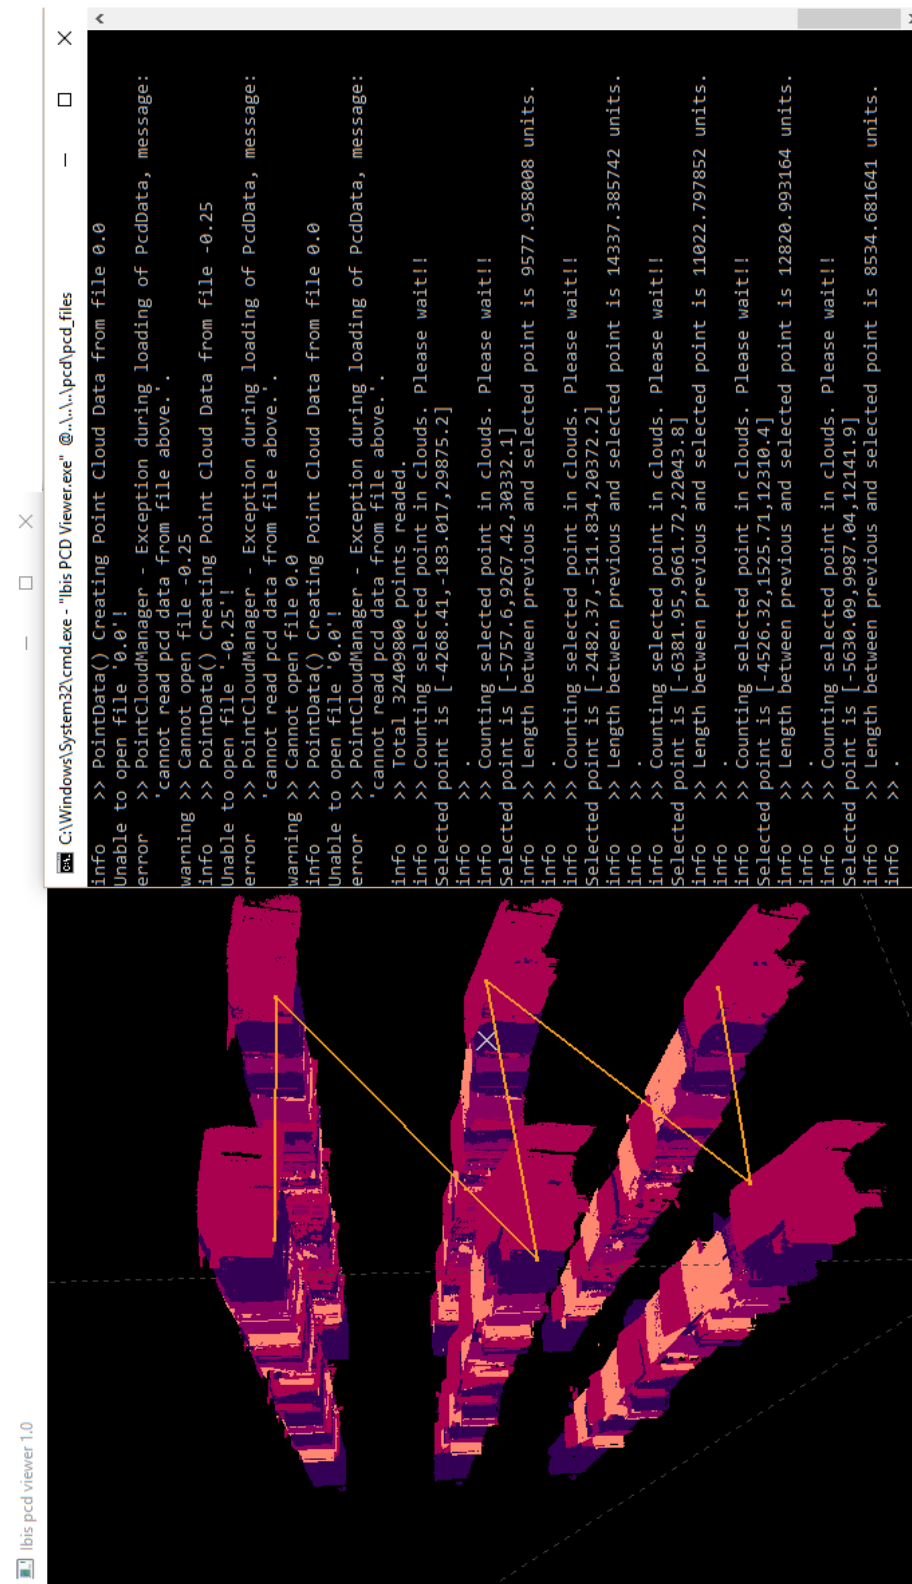 Ibis pcd viewer 1.0
C:\Windows\System32\cmd.exe - "Ibis PCD Viewer.exe" @..\..\..\pcd\pcd_files
info    >> PointData() Creating Point Cloud Data from file 0.0
Unable to open file '0.0'!
error   >> PointCloudManager - Exception during loading of PcdData, message:
'cannot read pcd data from file above.'.
warning >> Cannot open file -0.25
info    >> PointData() Creating Point Cloud Data from file -0.25
Unable to open file '-0.25'!
error   >> PointCloudManager - Exception during loading of PcdData, message:
'cannot read pcd data from file above.'.
warning >> Cannot open file 0.0
info    >> PointData() Creating Point Cloud Data from file 0.0
Unable to open file '0.0'!
error   >> PointCloudManager - Exception during loading of PcdData, message:
'cannot read pcd data from file above.'.
info    >> Total 32409800 points readed.
info    >> Counting selected point in clouds. Please wait!!
Selected point is [-4268.41,-183.017,29875.2]
info    >> .
info    >> Counting selected point in clouds. Please wait!!
Selected point is [-5757.6,9267.42,30332.1]
info    >> Length between previous and selected point is 9577.958008 units.
info    >> .
info    >> Counting selected point in clouds. Please wait!!
Selected point is [-2482.37,-511.834,20372.2]
info    >> Length between previous and selected point is 14337.385742 units.
info    >> .
info    >> Counting selected point in clouds. Please wait!!
Selected point is [-6381.95,9661.72,22043.8]
info    >> Length between previous and selected point is 11022.797852 units.
info    >> .
info    >> Counting selected point in clouds. Please wait!!
Selected point is [-4526.32,1525.71,12310.4]
info    >> Length between previous and selected point is 12820.993164 units.
info    >> .
info    >> Counting selected point in clouds. Please wait!!
Selected point is [-5630.09,9987.04,12141.9]
info    >> Length between previous and selected point is 8534.681641 units.
info    >> .